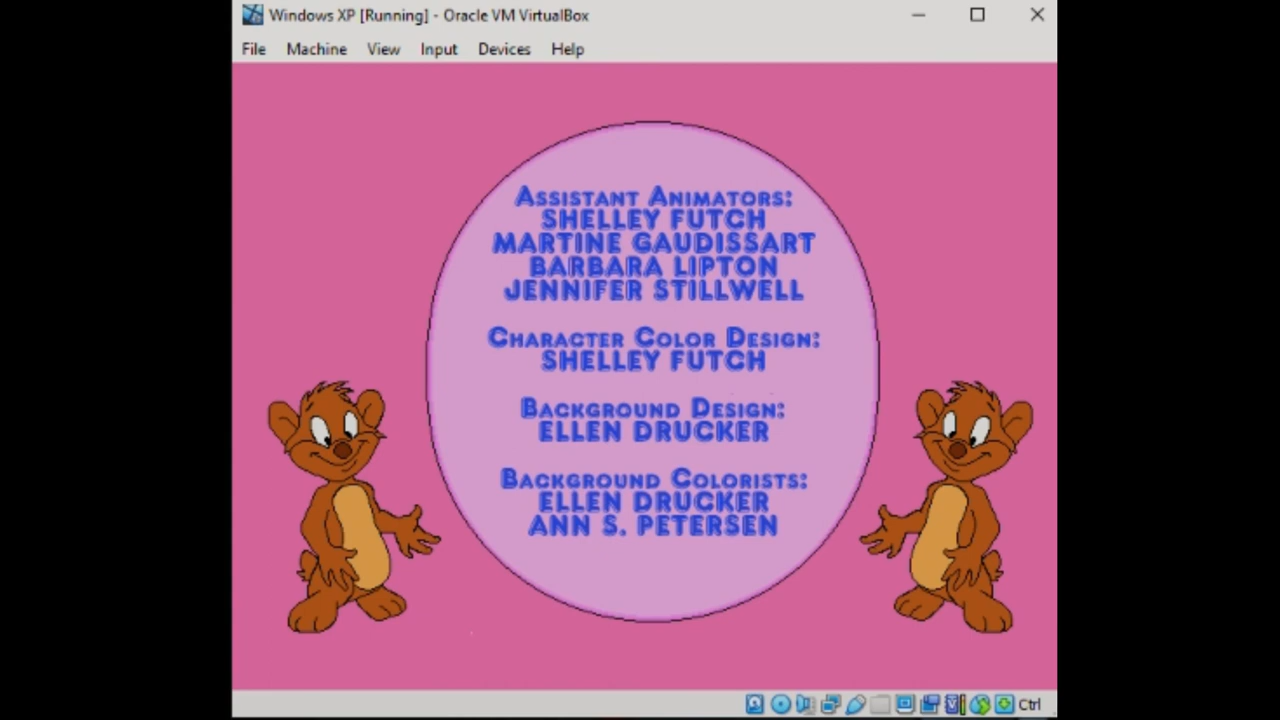 Windows XP [Running] - Oracle VM VirtualBox
File Machine View Input Devices Help
Assistant Animators:
SHELLEY FUTCH
MARTINE GAUDISSART
BARBARA LIPTON
JENNIFER STILLWELL
Character Color Design:
SHELLEY FUTCH
Background Design:
ELLEN DRUCKER
Background Colorists:
ELLEN DRUCKER
ANN S. PETERSEN
Ctrl